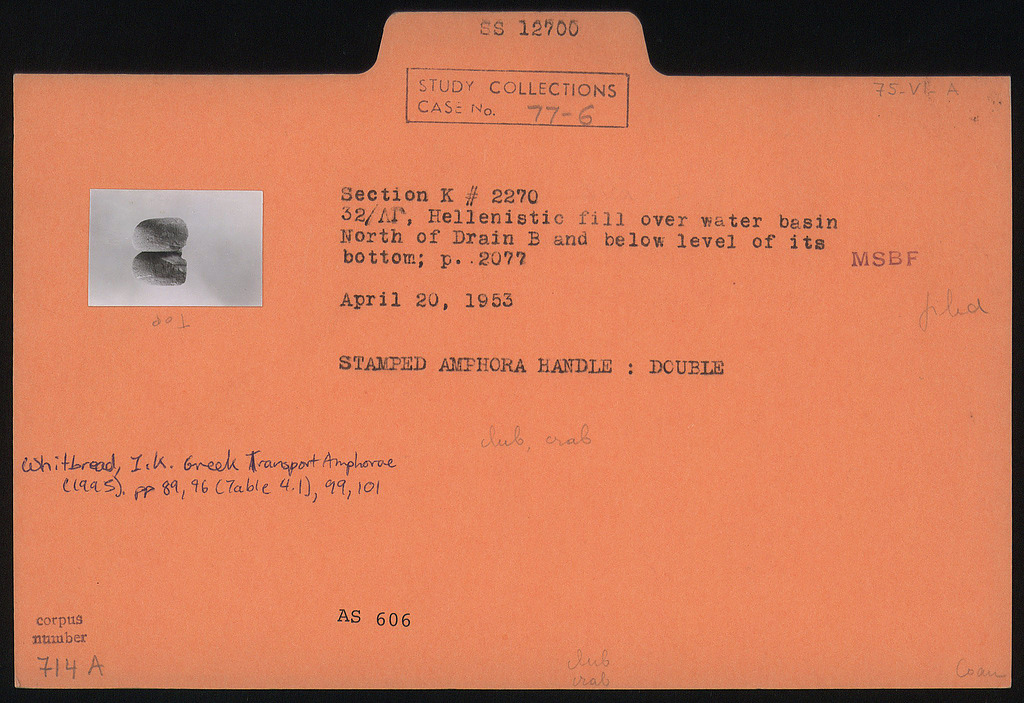 SS 12700
STUDY COLLECTIONS
CASE No. 77-6
75-VII A
Section K # 2270
32/ΛΓ, Hellenistic fill over water basin
North of Drain B and below level of its
bottom; p. 2077
MSBF
April 20, 1953
Top
phd
STAMPED AMPHORA HANDLE : DOUBLE
club, crab
Whitbread, I.K. Greek Transport Amphorae
(1995). pp 89, 96 (Table 4.1), 99, 101
AS 606
corpus
number
714 A
club
crab
Coan